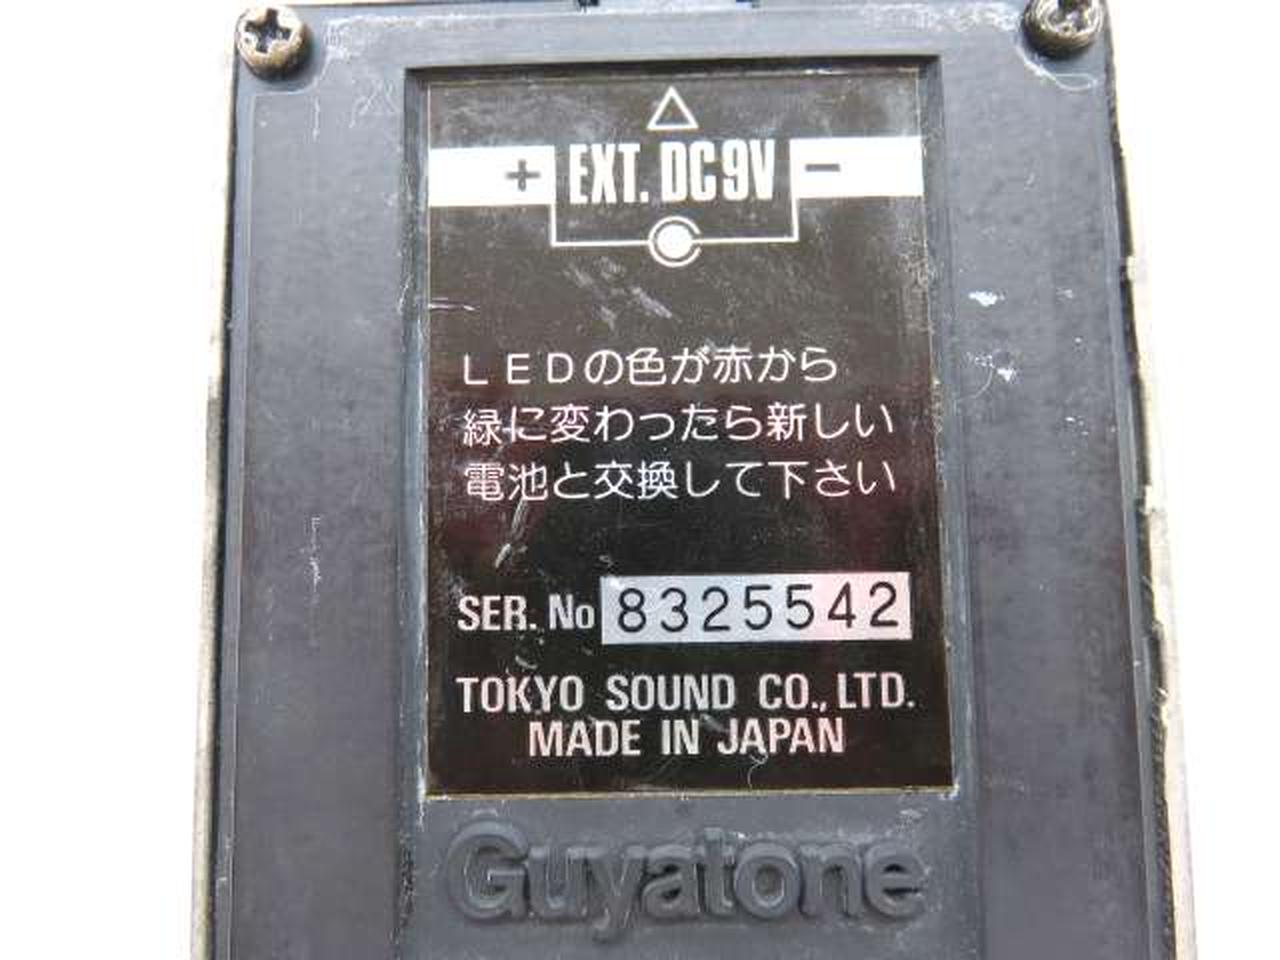 + EXT. DC9V −
ＬＥＤの色が赤から
緑に変わったら新しい
電池と交換して下さい
SER. No 8325542
TOKYO SOUND CO., LTD.
MADE IN JAPAN
Guyatone